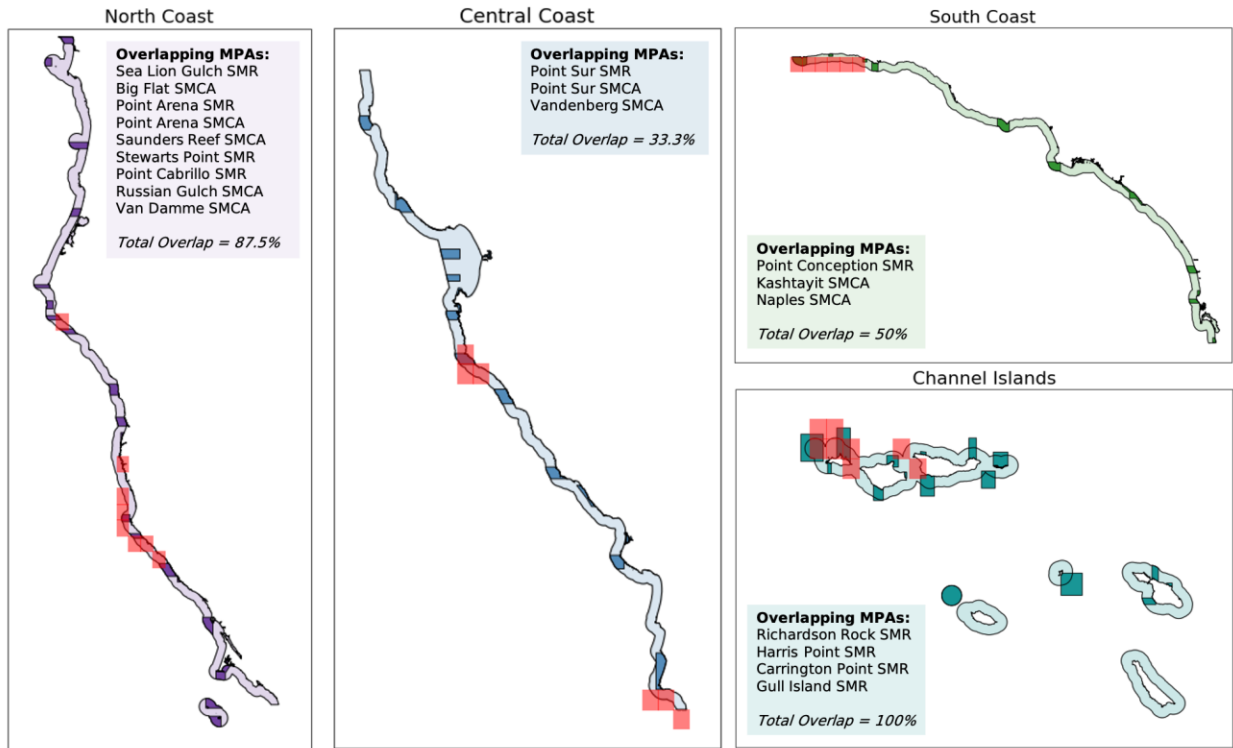 North Coast
Overlapping MPAs:
Sea Lion Gulch SMR
Big Flat SMCA
Point Arena SMR
Point Arena SMCA
Saunders Reef SMCA
Stewarts Point SMR
Point Cabrillo SMR
Russian Gulch SMCA
Van Damme SMCA
Total Overlap = 87.5%
Central Coast
Overlapping MPAs:
Point Sur SMR
Point Sur SMCA
Vandenberg SMCA
Total Overlap = 33.3%
South Coast
Overlapping MPAs:
Point Conception SMR
Kashtayit SMCA
Naples SMCA
Total Overlap = 50%
Channel Islands
Overlapping MPAs:
Richardson Rock SMR
Harris Point SMR
Carrington Point SMR
Gull Island SMR
Total Overlap = 100%